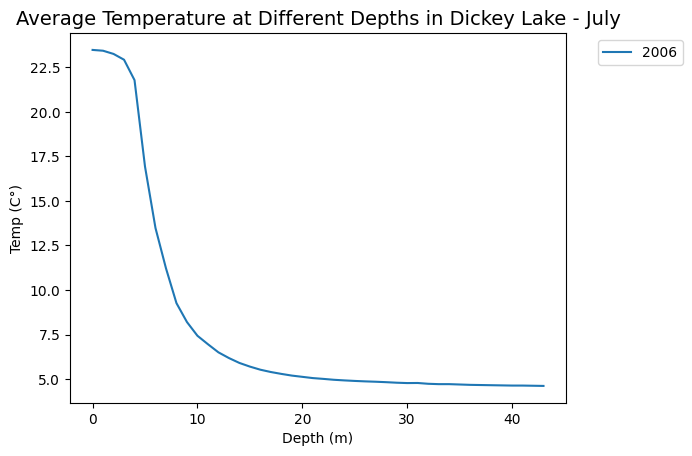 Average Temperature at Different Depths in Dickey Lake - July
2006
22.5
20.0
17.5
15.0
12.5
10.0
7.5
5.0
Temp (C°)
0 10 20 30 40
Depth (m)